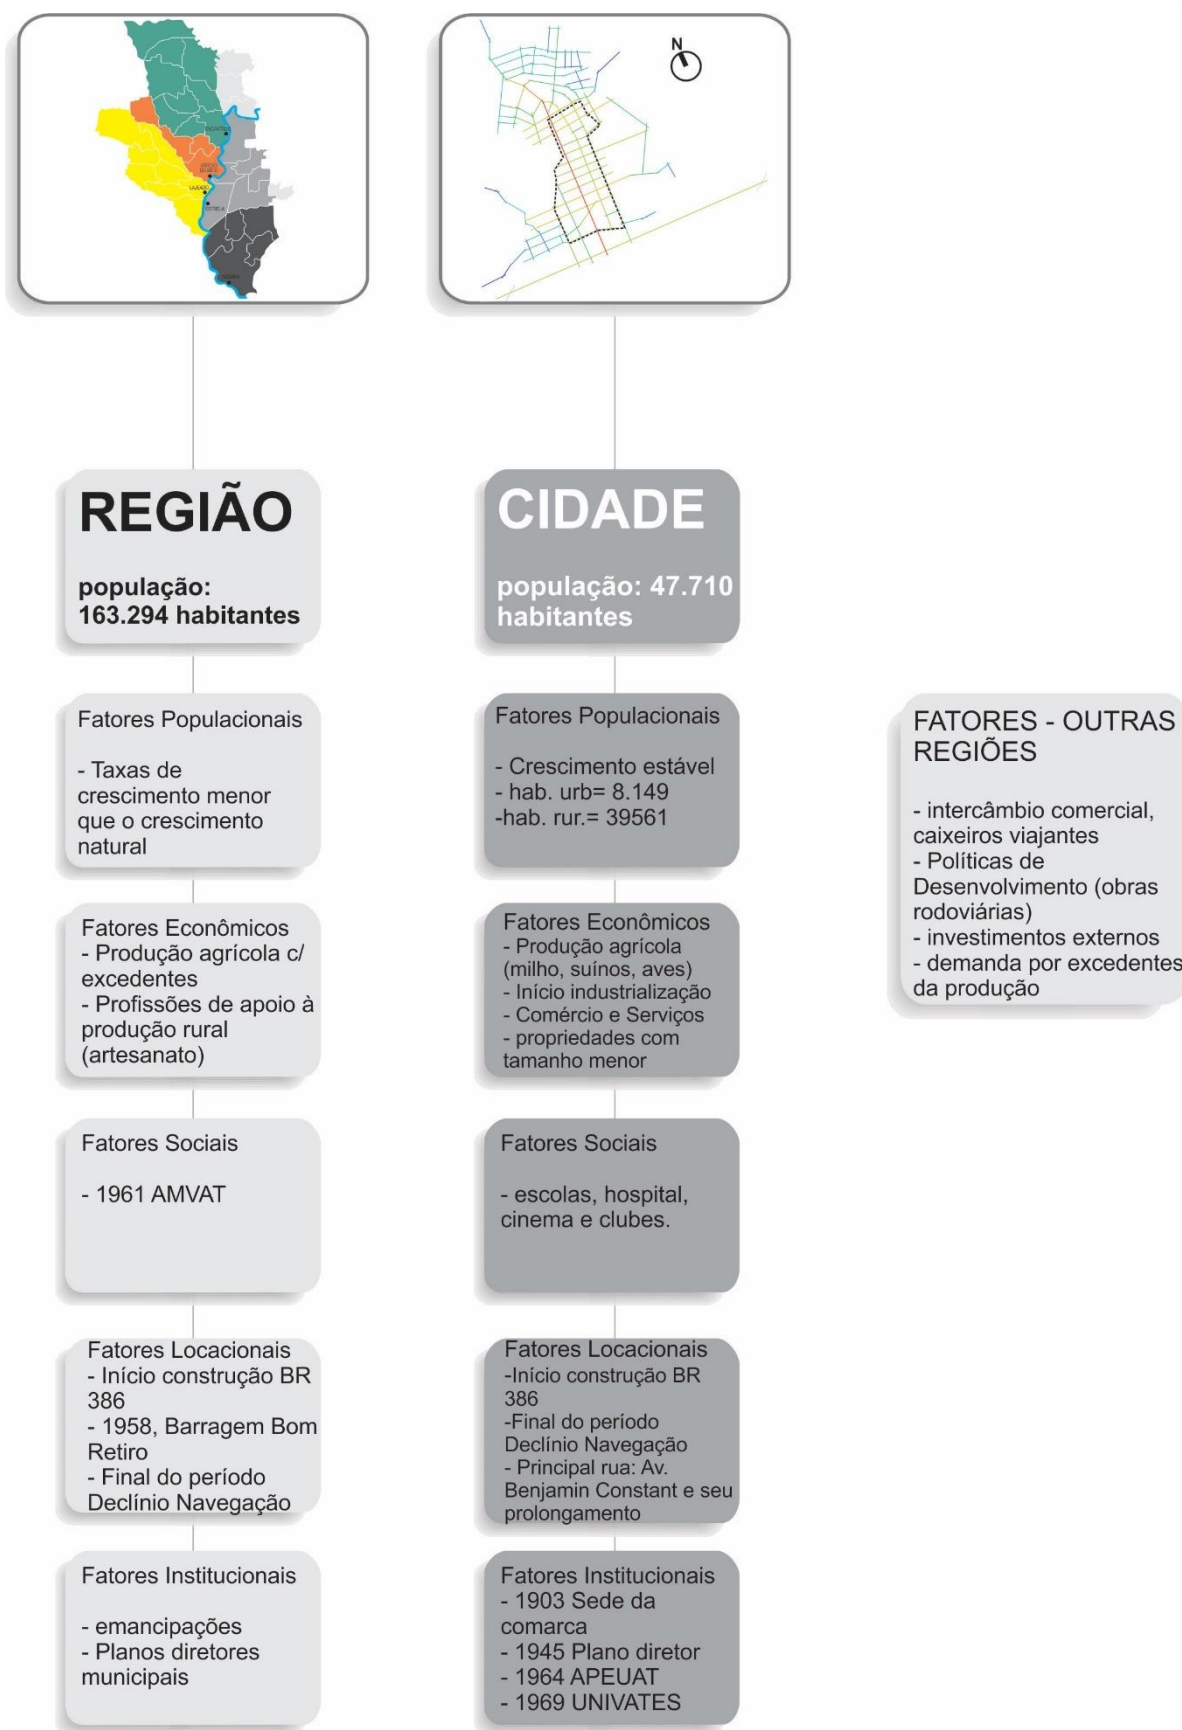 N
ENCANTADO
ARROIO
DO MEIO
LAJEADO
ESTRELA
REGIÃO
população:
163.294 habitantes
Fatores Populacionais
- Taxas de
crescimento menor
que o crescimento
natural
Fatores Econômicos
- Produção agrícola c/
excedentes
- Profissões de apoio à
produção rural
(artesanato)
Fatores Sociais
- 1961 AMVAT
Fatores Locacionais
- Início construção BR
386
- 1958, Barragem Bom
Retiro
- Final do período
Declínio Navegação
Fatores Institucionais
- emancipações
- Planos diretores
municipais
CIDADE
população: 47.710
habitantes
Fatores Populacionais
- Crescimento estável
- hab. urb= 8.149
-hab. rur.= 39561
Fatores Econômicos
- Produção agrícola
(milho, suínos, aves)
- Início industrialização
- Comércio e Serviços
- propriedades com
tamanho menor
Fatores Sociais
- escolas, hospital,
cinema e clubes.
Fatores Locacionais
-Início construção BR
386
-Final do período
Declínio Navegação
- Principal rua: Av.
Benjamin Constant e seu
prolongamento
Fatores Institucionais
- 1903 Sede da
comarca
- 1945 Plano diretor
- 1964 APEUAT
- 1969 UNIVATES
FATORES - OUTRAS
REGIÕES
- intercâmbio comercial,
caixeiros viajantes
- Políticas de
Desenvolvimento (obras
rodoviárias)
- investimentos externos
- demanda por excedentes
da produção